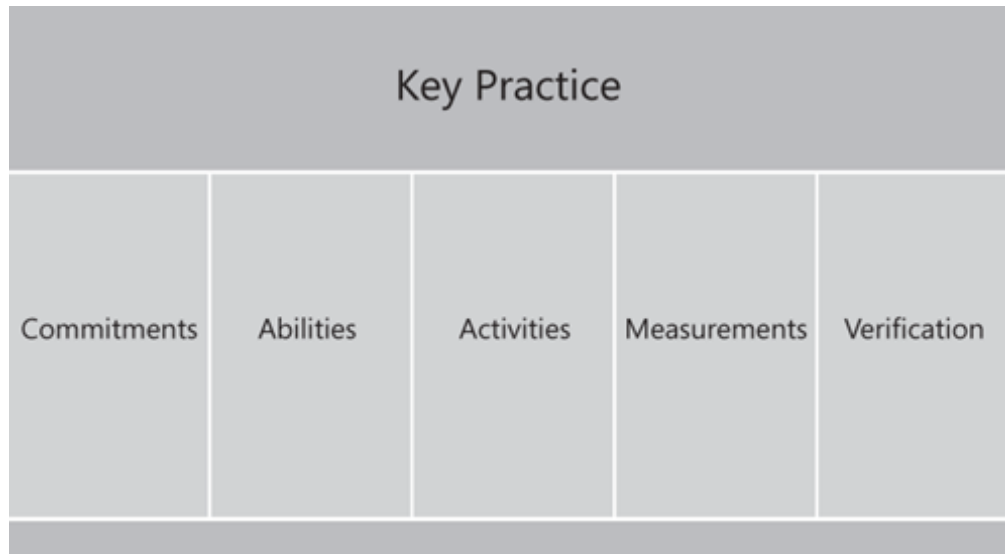 Key Practice
Commitments
Abilities
Activities
Measurements
Verification